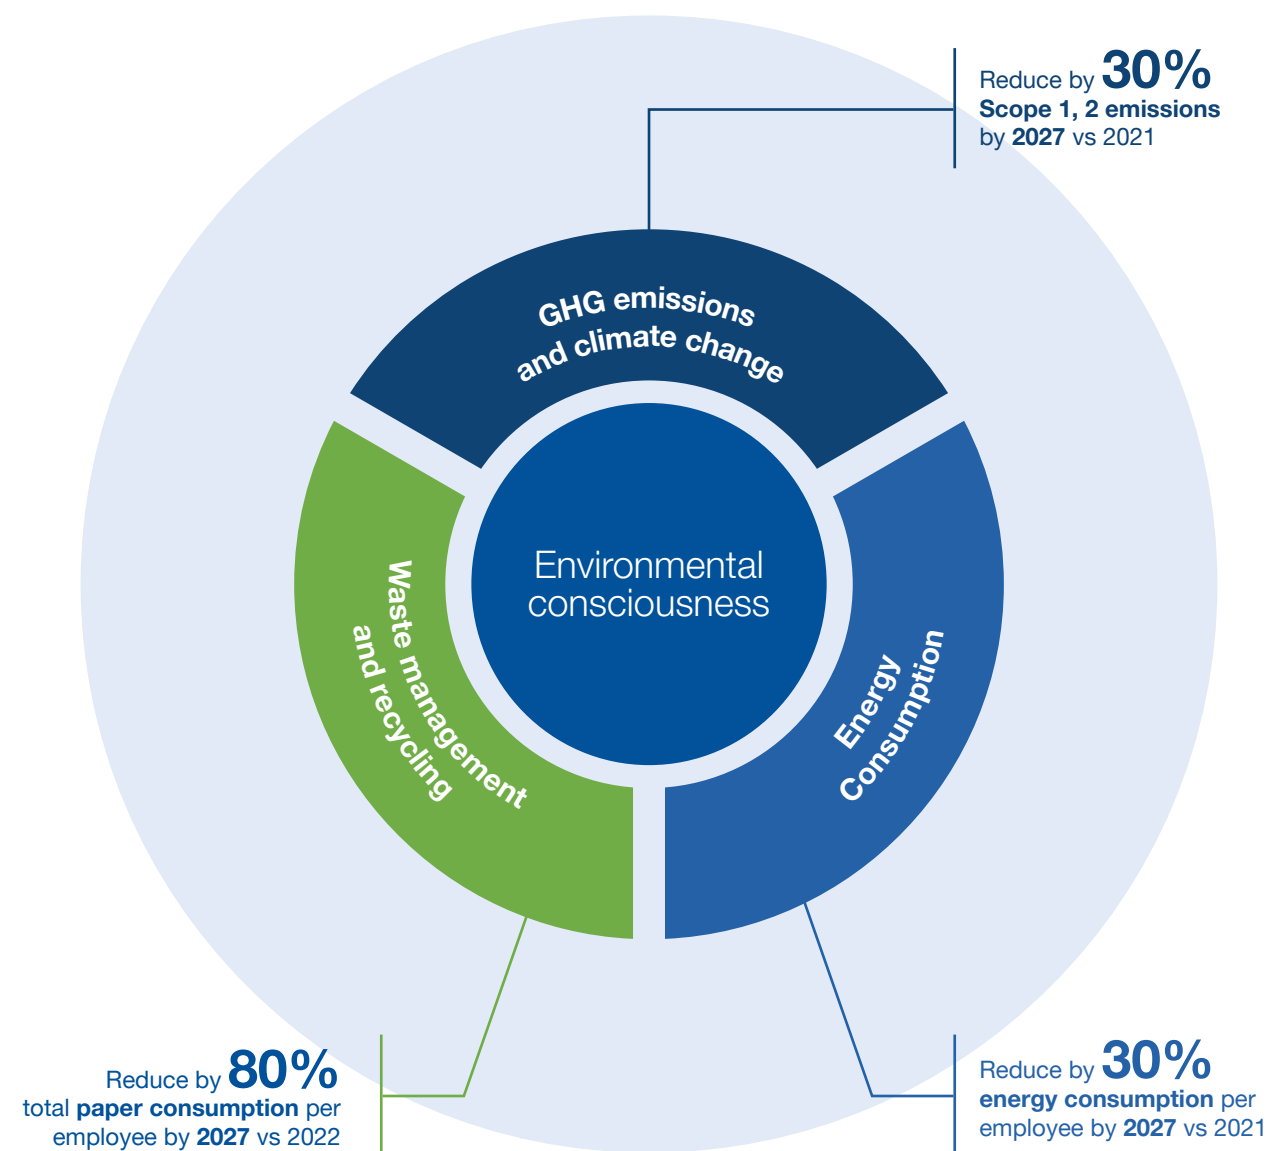 Reduce by 30%
Scope 1, 2 emissions
by 2027 vs 2021
GHG emissions
and climate change
Environmental
consciousness
Waste management
and recycling
Energy
Consumption
Reduce by 80%
total paper consumption per
employee by 2027 vs 2022
Reduce by 30%
energy consumption per
employee by 2027 vs 2021